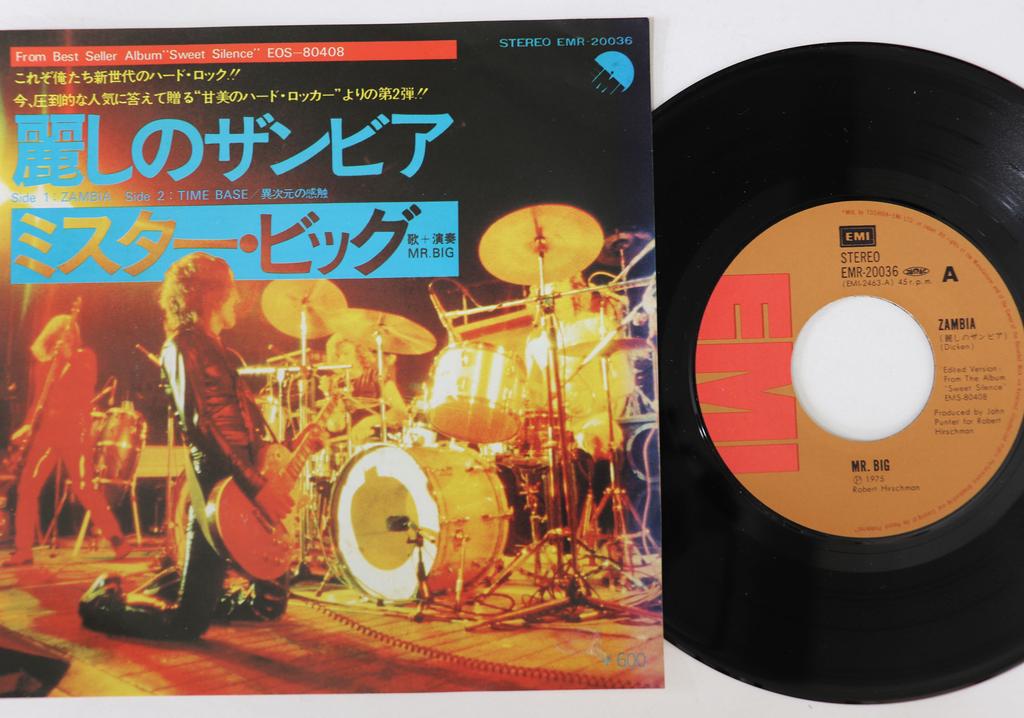 From Best Seller Album "Sweet Silence" EOS-80408
STEREO EMR-20036
これぞ俺たち新世代のハード・ロック!!
今、圧到的な人気に答えて贈る"甘美のハード・ロッカー"よりの第2弾!!
麗しのザンビア
Side 1:ZAMBIA Side 2:TIME BASE/異次元の感触
ミスター・ビッグ
歌+演奏
MR.BIG
¥600
EMI
STEREO
EMR-20036
(EMI-2463-A) 45 r.p.m.
A
ZAMBIA
(麗しのザンビア)
(Dicken)
Edited Version:
From The Album
"Sweet Silence"
EMS-80408
Produced by John
Punter for Robert
Hirschman
MR. BIG
Ⓟ 1975
Robert Hirschman
EMI